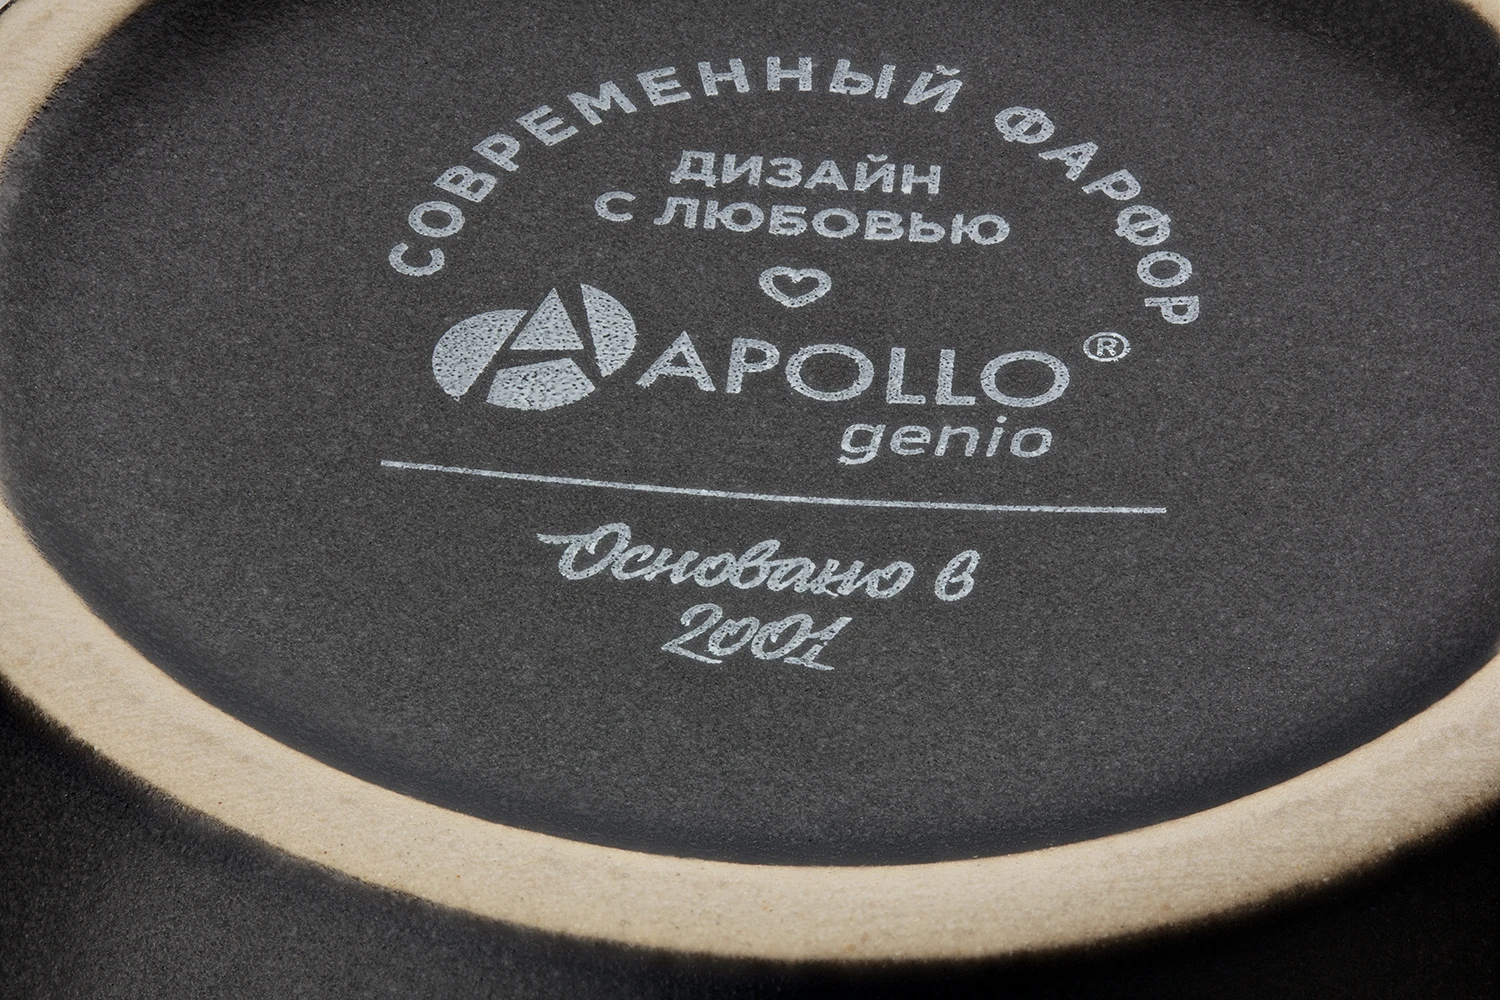 СОВРЕМЕННЫЙ ФАРФОР
ДИЗАЙН
С ЛЮБОВЬЮ
APOLLO®
genio
Основано в
2001